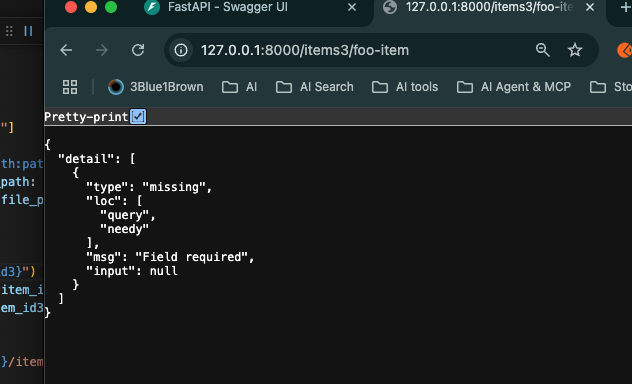 FastAPI - Swagger UI
127.0.0.1:8000/items3/foo-ite
127.0.0.1:8000/items3/foo-item
3Blue1Brown
AI
AI Search
AI tools
AI Agent & MCP
Sto
Pretty-print
{
"detail": [
{
"type": "missing",
"loc": [
"query",
"needy"
],
"msg": "Field required",
"input": null
}
]
}
"]
th:pat
_path:
file_p
d3}")
item_i
em_id3
}/item